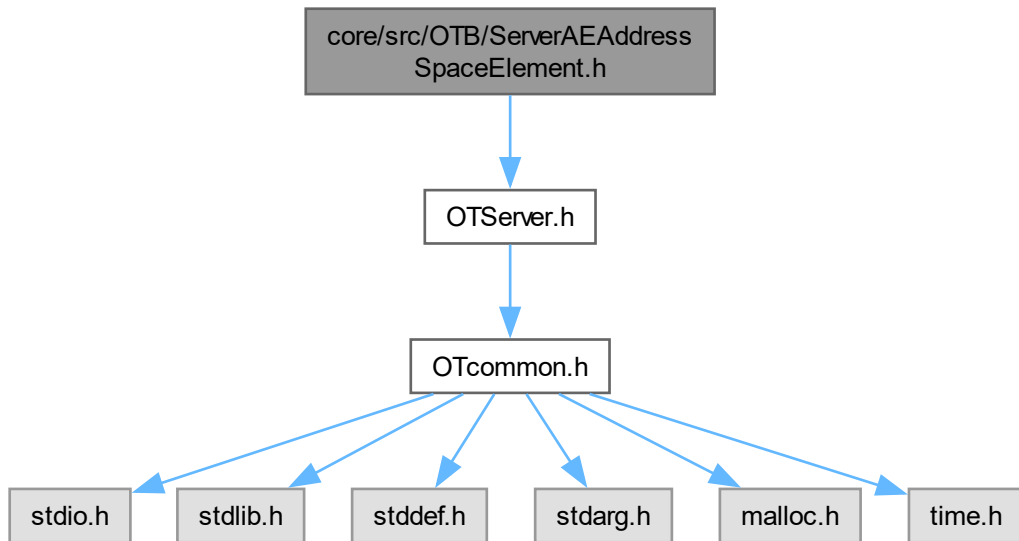 core/src/OTB/ServerAEAddress
SpaceElement.h
OTServer.h
OTcommon.h
stdio.h
stdlib.h
stddef.h
stdarg.h
malloc.h
time.h